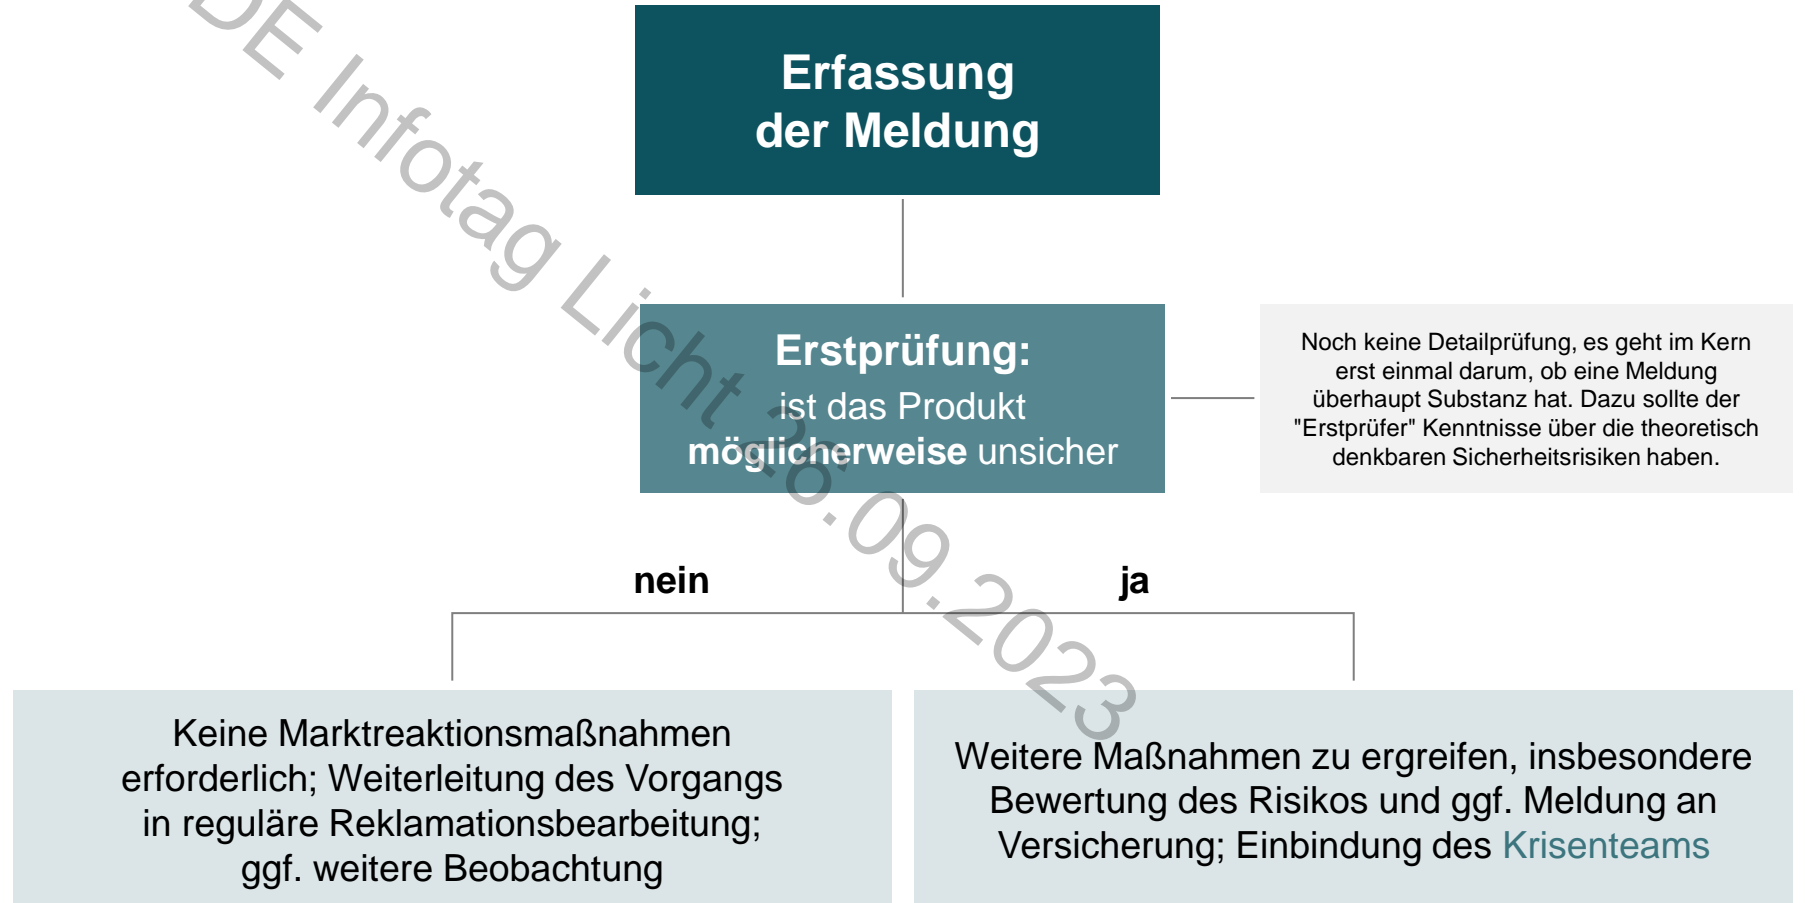 Erfassung
der Meldung
Erstprüfung:
ist das Produkt
möglicherweise unsicher
Noch keine Detailprüfung, es geht im Kern
erst einmal darum, ob eine Meldung
überhaupt Substanz hat. Dazu sollte der
"Erstprüfer" Kenntnisse über die theoretisch
denkbaren Sicherheitsrisiken haben.
nein
ja
Keine Marktreaktionsmaßnahmen
erforderlich; Weiterleitung des Vorgangs
in reguläre Reklamationsbearbeitung;
ggf. weitere Beobachtung
Weitere Maßnahmen zu ergreifen, insbesondere
Bewertung des Risikos und ggf. Meldung an
Versicherung; Einbindung des Krisenteams
DE Infotag Licht 26.09.2023